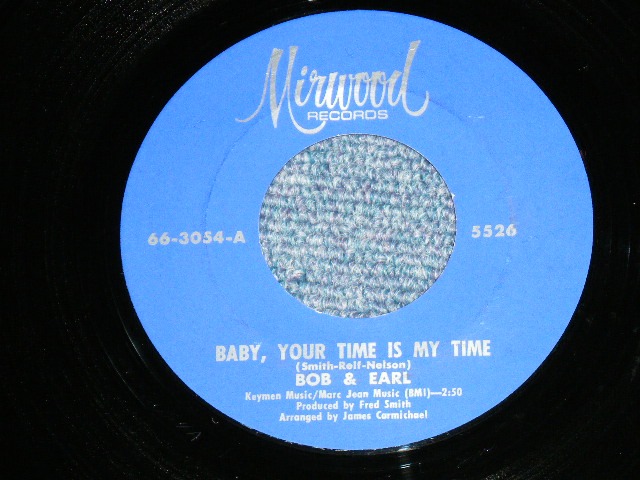 Mirwood
RECORDS
66-3054-A
5526
BABY, YOUR TIME IS MY TIME
(Smith-Relf-Nelson)
BOB & EARL
Keymen Music/Marc Jean Music (BMI)—2:50
Produced by Fred Smith
Arranged by James Carmichael